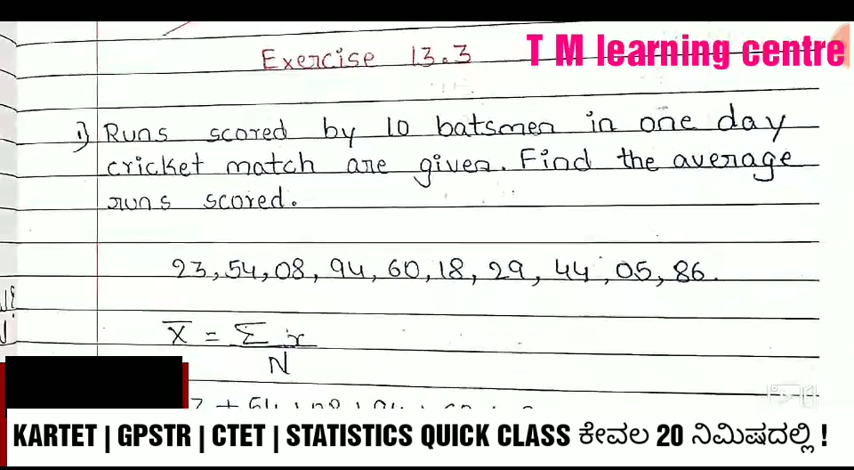 Exercise 13.3
T M learning centre
1) Runs scored by 10 batsmen in one day
cricket match are given. Find the average
runs scored.
23, 54, 08, 94, 60, 18, 29, 44, 05, 86.
X̅ = Σ x
N
KARTET | GPSTR | CTET | STATISTICS QUICK CLASS ಕೇವಲ 20 ನಿಮಿಷದಲ್ಲಿ !